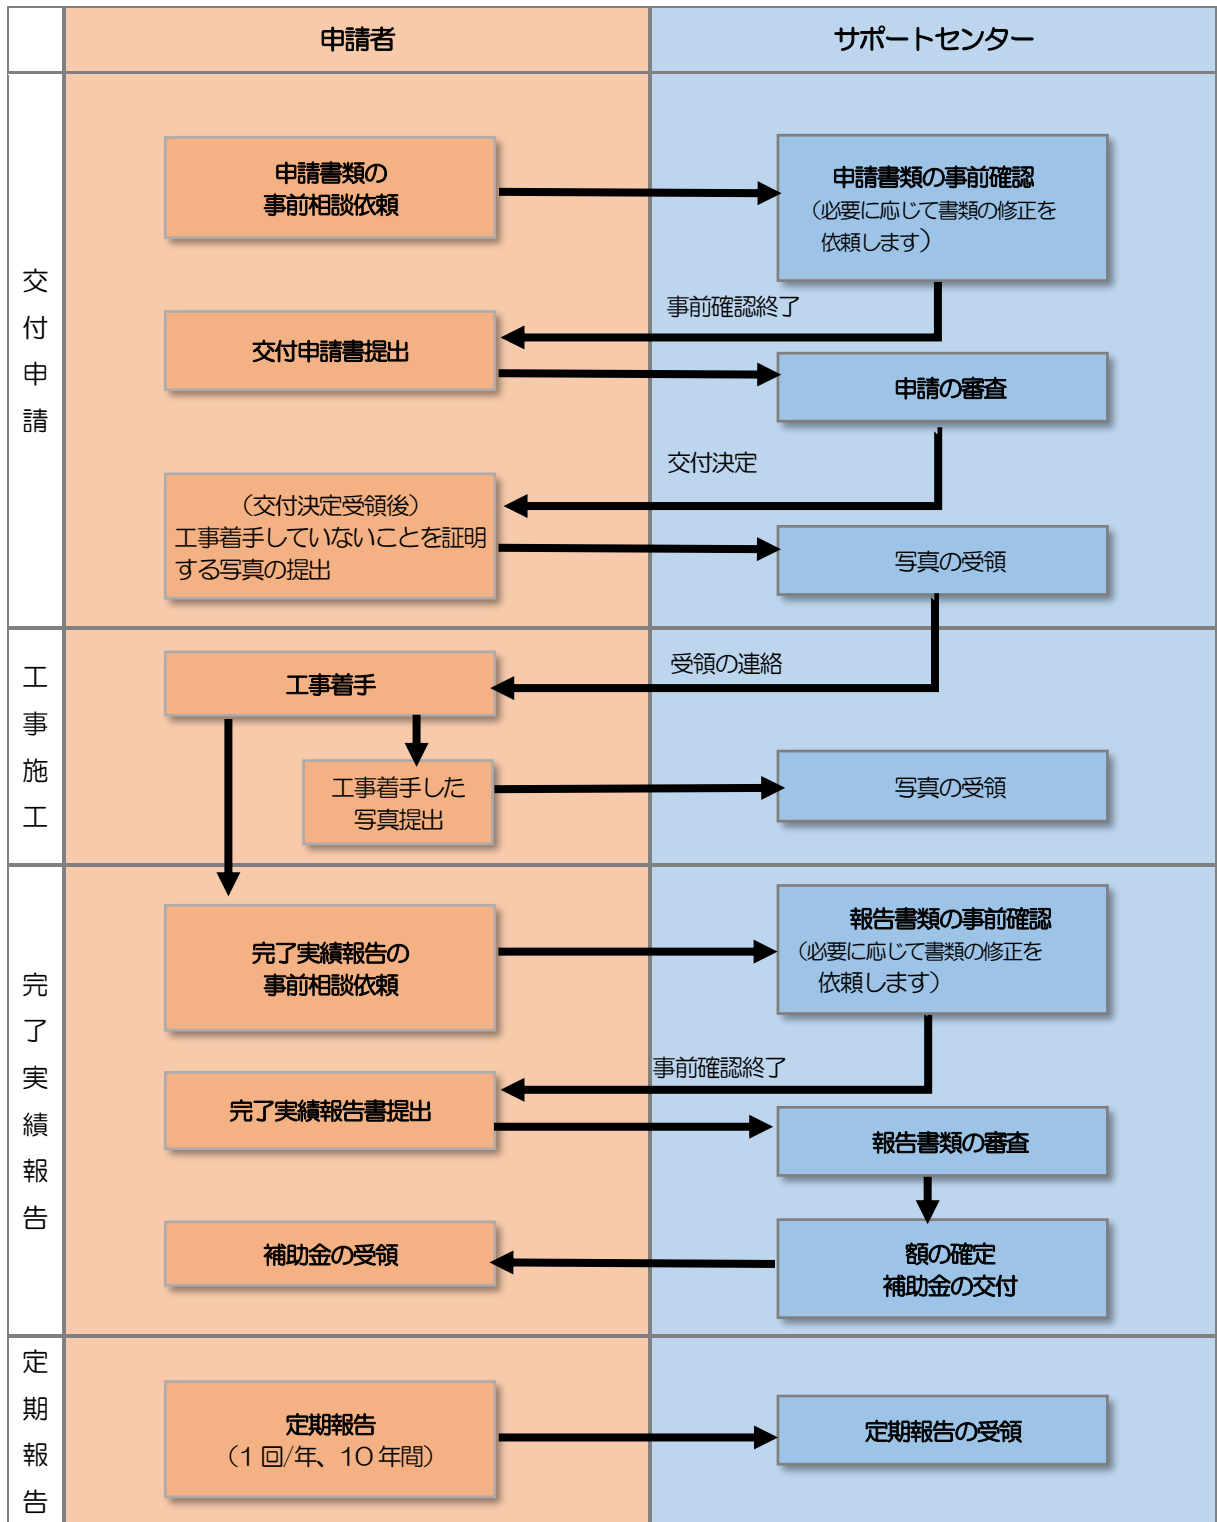 申請者
サポートセンター
交付申請
申請書類の
事前相談依頼
申請書類の事前確認
（必要に応じて書類の修正を
依頼します）
事前確認終了
交付申請書提出
申請の審査
交付決定
（交付決定受領後）
工事着手していないことを証明
する写真の提出
写真の受領
工事施工
受領の連絡
工事着手
工事着手した
写真提出
写真の受領
完了実績報告
完了実績報告の
事前相談依頼
報告書類の事前確認
（必要に応じて書類の修正を
依頼します）
事前確認終了
完了実績報告書提出
報告書類の審査
補助金の受領
額の確定
補助金の交付
定期報告
定期報告
（1回/年、10年間）
定期報告の受領